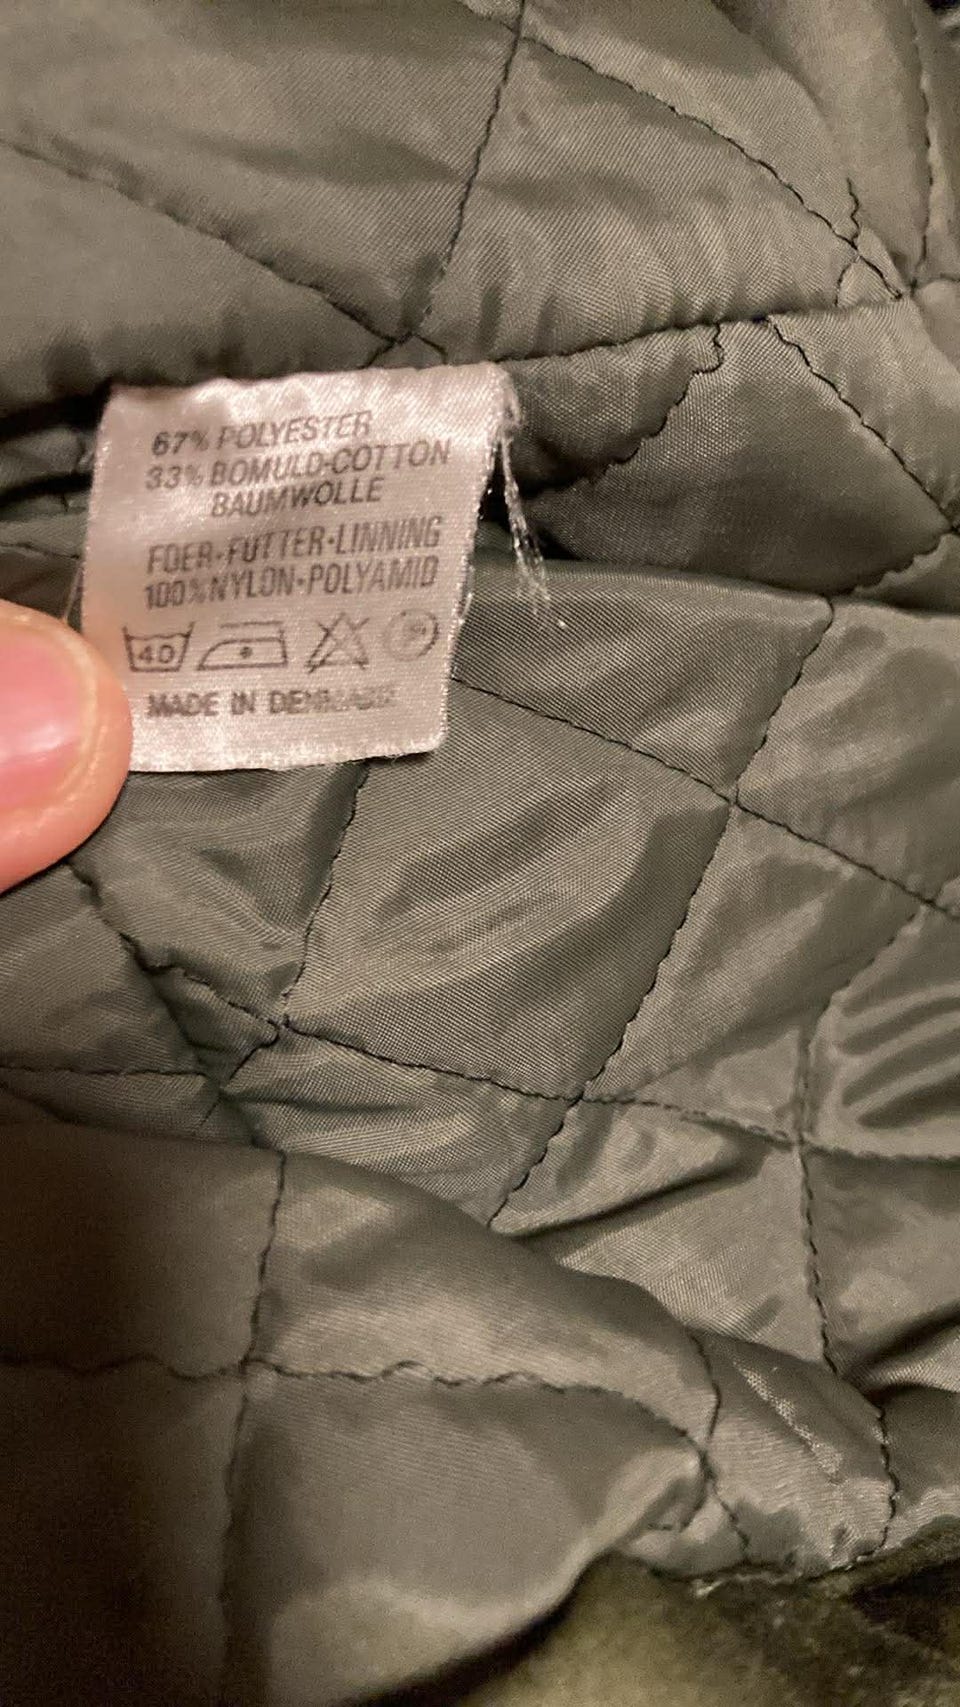 67% POLYESTER
33% BOMULD-COTTON
BAUMWOLLE
FOER-FUTTER-LINNING
100%NYLON-POLYAMID
40
MADE IN DENMARK